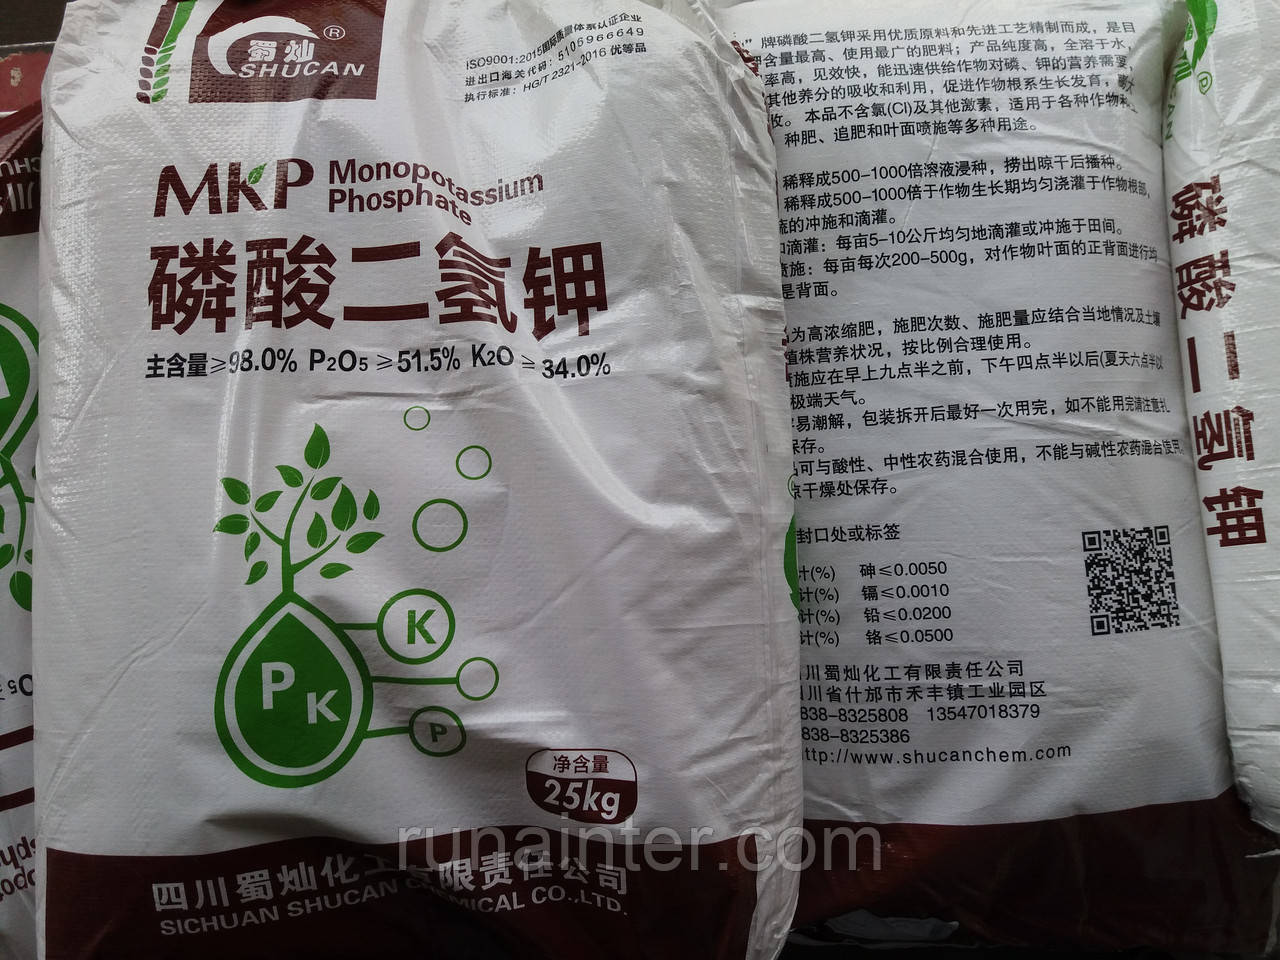 蜀灿®
SHUCAN
ISO9001:2015国际质量体系认证企业
进出口海关代码:5105966649
执行标准:HG/T 2321-2016 优等品
MKP Monopotassium
Phosphate
磷酸二氢钾
主含量≥98.0% P2O5 ≥51.5% K2O ≥ 34.0%
K
P K
P
净含量
25kg
四川蜀灿化工有限责任公司
SICHUAN SHUCAN CHEMICAL CO.,LTD.
” 牌磷酸二氢钾采用优质原料和先进工艺精制而成，是目
含量最高、使用最广的肥料；产品纯度高，全溶于水，
率高，见效快，能迅速供给作物对磷、钾的营养需要，
其他养分的吸收和利用，促进作物根系生长发育，
收。 本品不含氯(Cl)及其他激素，适用于各种作物
种肥、追肥和叶面喷施等多种用途。
稀释成500-1000倍溶液浸种，捞出晾干后播种。
稀释成500-1000倍于作物生长期均匀浇灌于作物根部，
的冲施和滴灌。
滴灌：每亩5-10公斤均匀地滴灌或冲施于田间。
施：每亩每次200-500g，对作物叶面的正背面进行均
是背面。
为高浓缩肥，施肥次数、施肥量应结合当地情况及土壤
植株营养状况，按比例合理使用。
施应在早上九点半之前，下午四点半以后(夏天六点半以
极端天气。
易潮解，包装拆开后最好一次用完，如不能用完请注意扎
保存。
可与酸性、中性农药混合使用，不能与碱性农药混合使用。
干燥处保存。
封口处或标签
计(%) 砷≤0.0050
计(%) 镉≤0.0010
计(%) 铅≤0.0200
计(%) 铬≤0.0500
川蜀灿化工有限责任公司
川省什邡市禾丰镇工业园区
838-8325808 13547018379
838-8325386
http://www.shucanchem.com
磷酸二氢钾
runainter.com